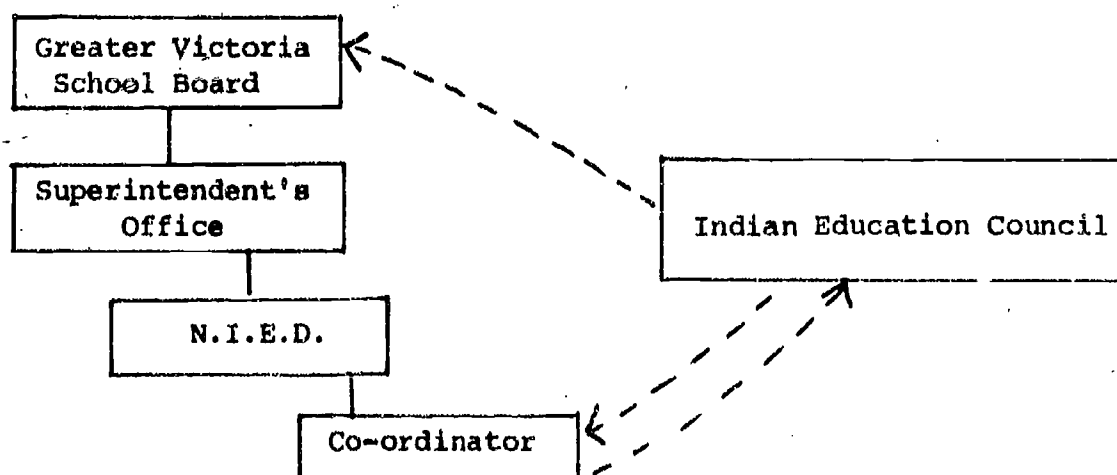 Greater Victoria
School Board
Superintendent's
Office
Indian Education Council
N.I.E.D.
Co-ordinator